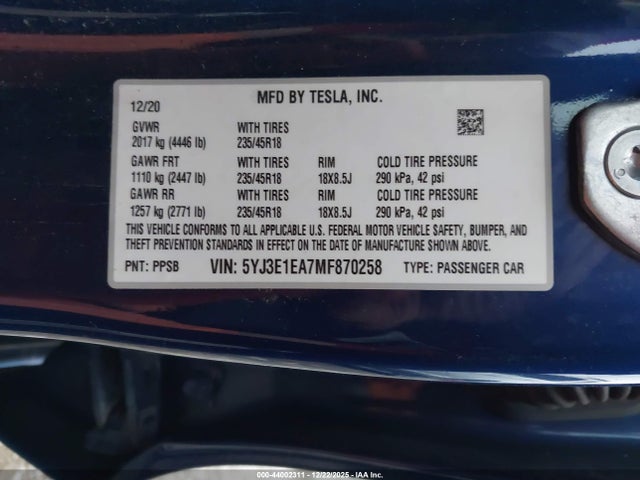 12/20 MFD BY TESLA, INC.
GVWR WITH TIRES
2017 kg (4446 lb) 235/45R18
GAWR FRT WITH TIRES RIM COLD TIRE PRESSURE
1110 kg (2447 lb) 235/45R18 18X8.5J 290 kPa, 42 psi
GAWR RR WITH TIRES RIM COLD TIRE PRESSURE
1257 kg (2771 lb) 235/45R18 18X8.5J 290 kPa, 42 psi
THIS VEHICLE CONFORMS TO ALL APPLICABLE U.S. FEDERAL MOTOR VEHICLE SAFETY, BUMPER, AND
THEFT PREVENTION STANDARDS IN EFFECT ON THE DATE OF MANUFACTURE SHOWN ABOVE.
PNT: PPSB VIN: 5YJ3E1EA7MF870258 TYPE: PASSENGER CAR
000-44002311 - 12/22/2025 - IAA Inc.